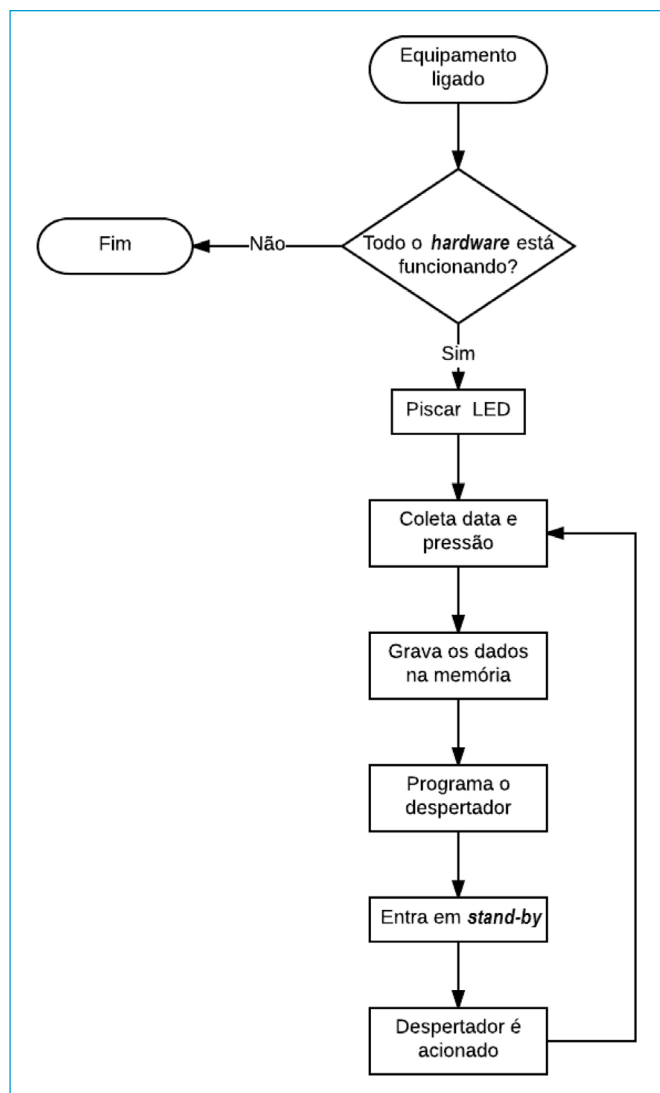 Equipamento
ligado
Todo o hardware está
funcionando?
Não
Fim
Sim
Piscar LED
Coleta data e
pressão
Grava os dados
na memória
Programa o
despertador
Entra em stand-by
Despertador é
acionado